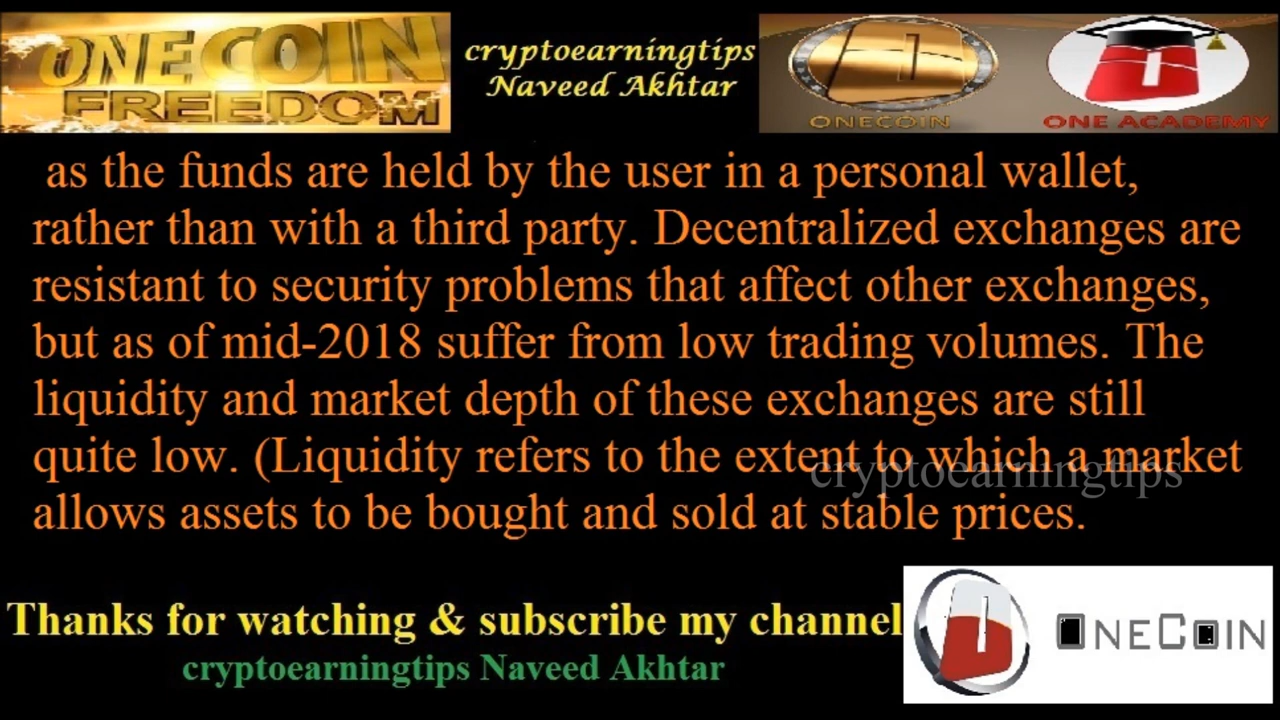 ONE COIN
FREEDOM
cryptoearningtips
Naveed Akhtar
ONECOIN
ONE ACADEMY
as the funds are held by the user in a personal wallet,
rather than with a third party. Decentralized exchanges are
resistant to security problems that affect other exchanges,
but as of mid-2018 suffer from low trading volumes. The
liquidity and market depth of these exchanges are still
quite low. (Liquidity refers to the extent to which a market
cryptoearningtips
allows assets to be bought and sold at stable prices.
Thanks for watching & subscribe my channel
cryptoearningtips Naveed Akhtar
ONECOIN